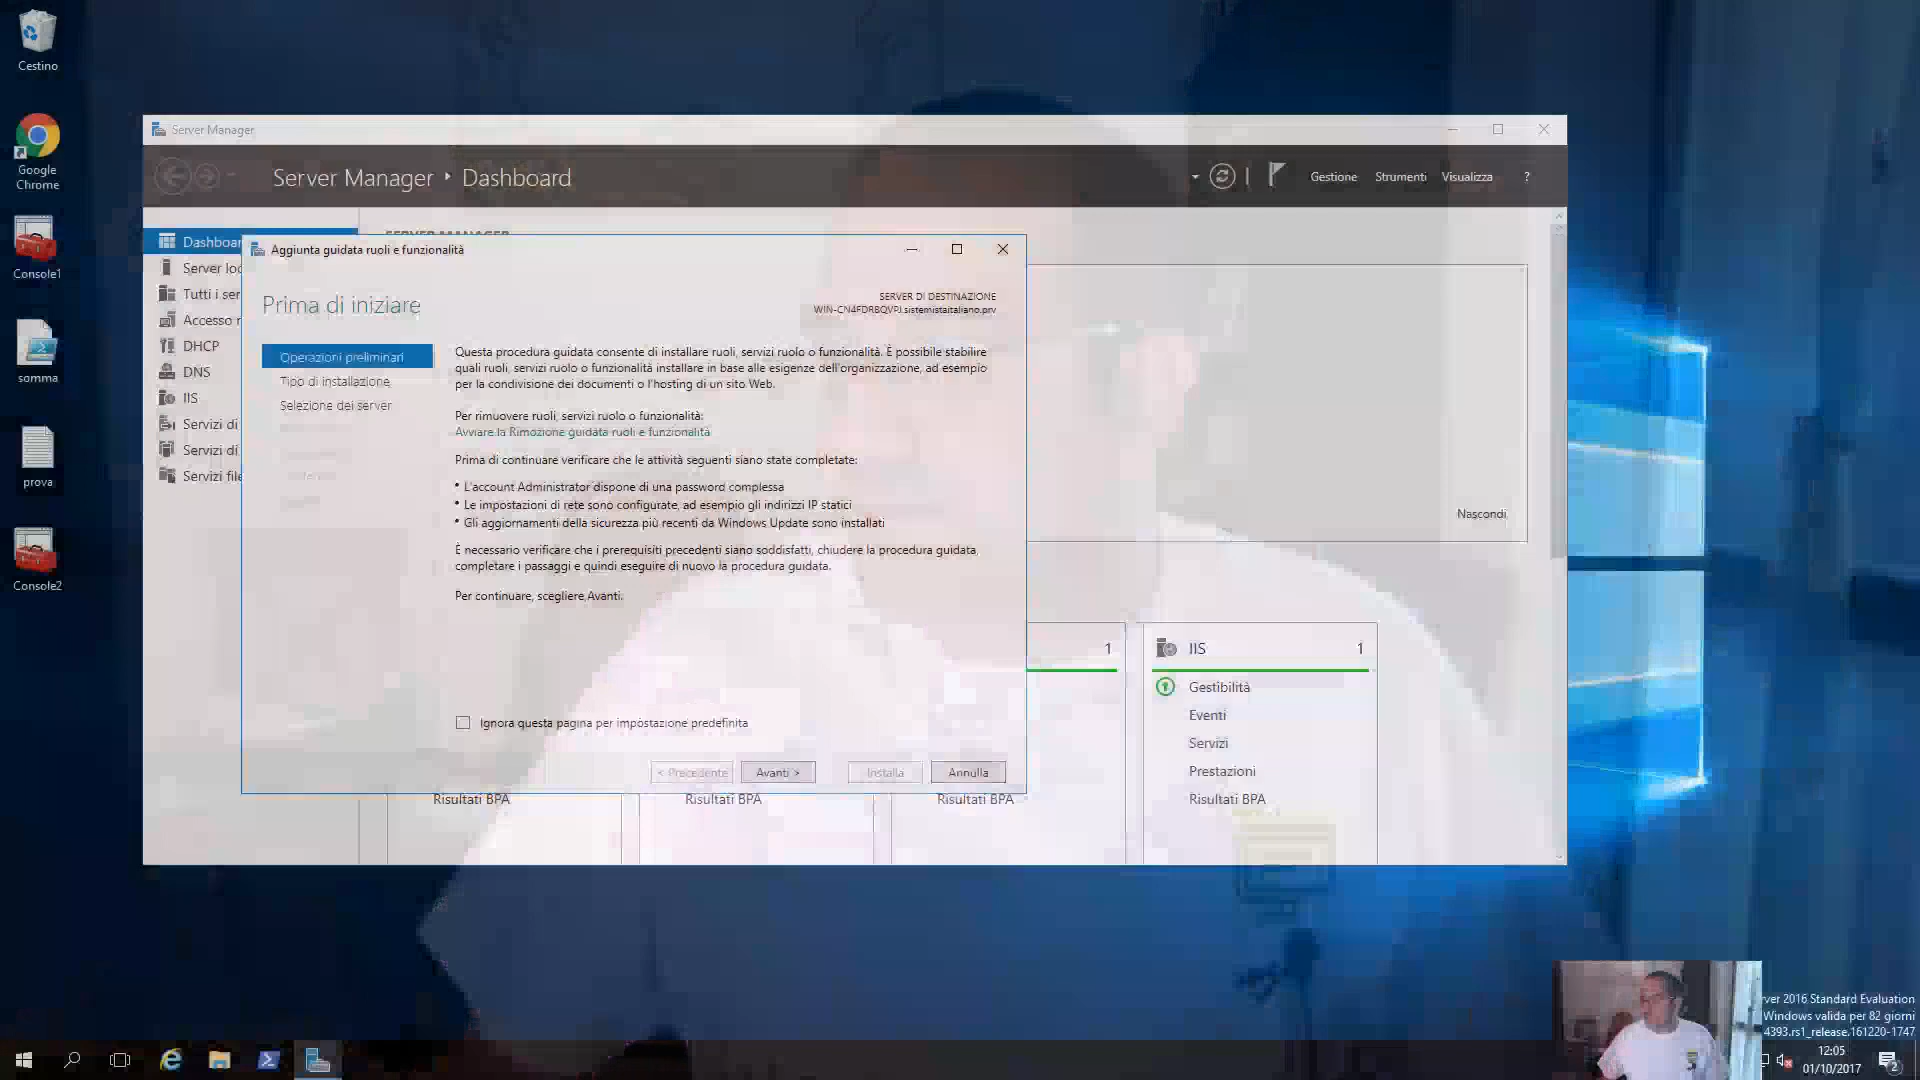 Cestino
Google
Chrome
Console1
somma
prova
Console2
Server Manager
Server Manager
Dashboard
Gestione
Strumenti
Visualizza
?
Dashboar
Server loc
Tutti i ser
Accesso r
DHCP
DNS
IIS
Servizi di
Servizi di
Servizi file
SERVER MANAGER
Aggiunta guidata ruoli e funzionalità
Prima di iniziare
SERVER DI DESTINAZIONE
WIN-CN4FDRBQVPJ.sistemistaitaliano.prv
Operazioni preliminari
Tipo di installazione
Selezione dei server
Questa procedura guidata consente di installare ruoli, servizi ruolo o funzionalità. È possibile stabilire
quali ruoli, servizi ruolo o funzionalità installare in base alle esigenze dell'organizzazione, ad esempio
per la condivisione dei documenti o l'hosting di un sito Web.
Per rimuovere ruoli, servizi ruolo o funzionalità:
Avviare la Rimozione guidata ruoli e funzionalità
Prima di continuare verificare che le attività seguenti siano state completate:
• L'account Administrator dispone di una password complessa
• Le impostazioni di rete sono configurate, ad esempio gli indirizzi IP statici
• Gli aggiornamenti della sicurezza più recenti da Windows Update sono installati
È necessario verificare che i prerequisiti precedenti siano soddisfatti, chiudere la procedura guidata,
completare i passaggi e quindi eseguire di nuovo la procedura guidata.
Per continuare, scegliere Avanti.
Ignora questa pagina per impostazione predefinita
< Precedente
Avanti >
Installa
Annulla
Nascondi
1
IIS
1
Gestibilità
Eventi
Servizi
Prestazioni
Risultati BPA
Risultati BPA
Risultati BPA
Risultati BPA
ver 2016 Standard Evaluation
Windows valida per 82 giorni
4393.rs1_release.161220-1747
12:05
01/10/2017
2